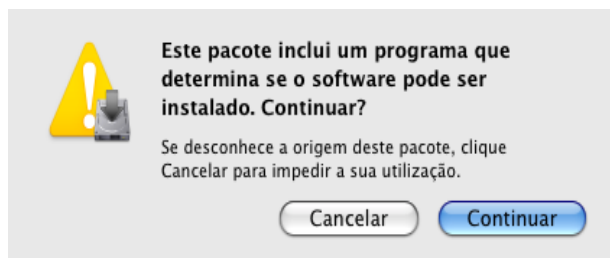 Este pacote inclui um programa que
determina se o software pode ser
instalado. Continuar?
Se desconhece a origem deste pacote, clique
Cancelar para impedir a sua utilização.
Cancelar
Continuar